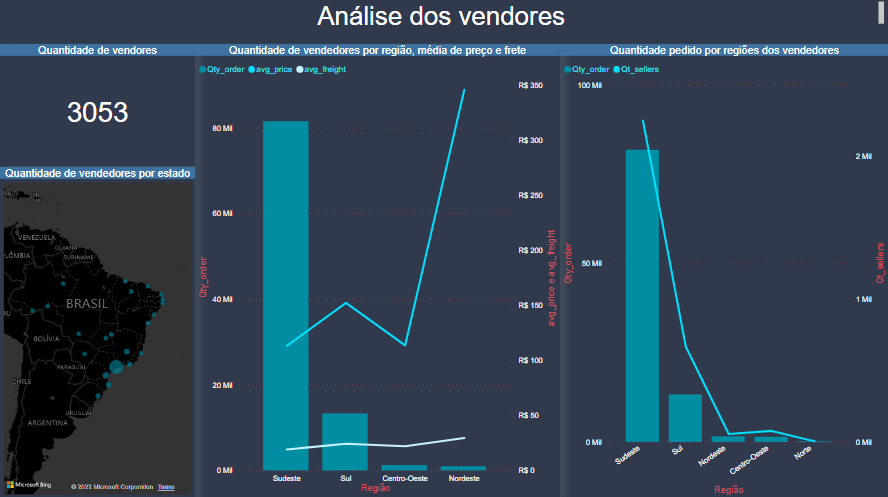 Análise dos vendores
Quantidade de vendores
3053
Quantidade de vendedores por estado
VENEZUELA
GUIANA
SURINAME
LÔMBIA
BRASIL
RU
BOLÍVIA
PARAGUAI
CHILE
URUGUAI
ARGENTINA
Microsoft Bing
© 2022 Microsoft Corporation Terms
Quantidade de vendedores por região, média de preço e frete
Qty_order avg_price avg_freight
80 Mil
60 Mil
40 Mil
20 Mil
0 Mil
Qty_order
R$ 350
R$ 300
R$ 250
R$ 200
R$ 150
R$ 100
R$ 50
R$ 0
avg_price e avg_freight
Sudeste Sul Centro-Oeste Nordeste
Região
Quantidade pedido por regiões dos vendedores
Qty_order Qt_sellers
100 Mil
50 Mil
0 Mil
Qty_order
2 Mil
1 Mil
0 Mil
Qt_sellers
Sudeste Sul Nordeste Centro-Oeste Norte
Região